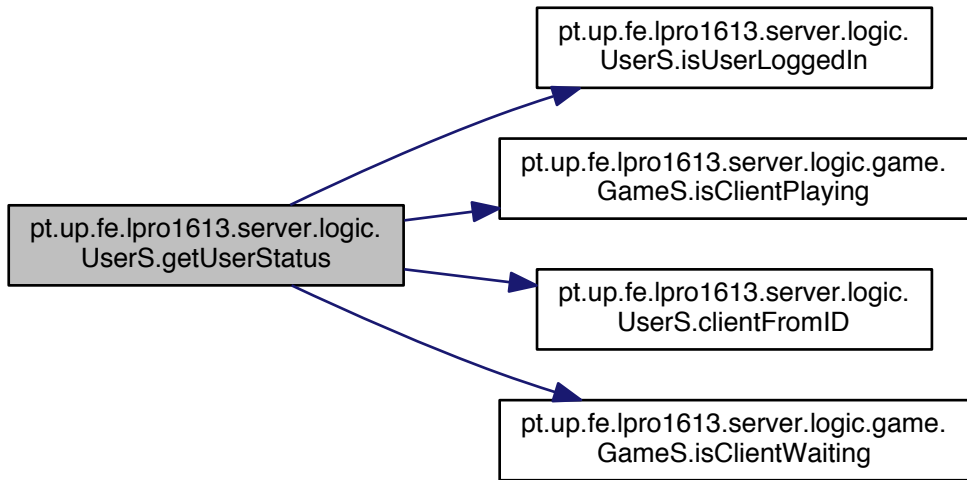 pt.up.fe.lpro1613.server.logic.
UserS.getUserStatus
pt.up.fe.lpro1613.server.logic.
UserS.isUserLoggedIn
pt.up.fe.lpro1613.server.logic.game.
GameS.isClientPlaying
pt.up.fe.lpro1613.server.logic.
UserS.clientFromID
pt.up.fe.lpro1613.server.logic.game.
GameS.isClientWaiting